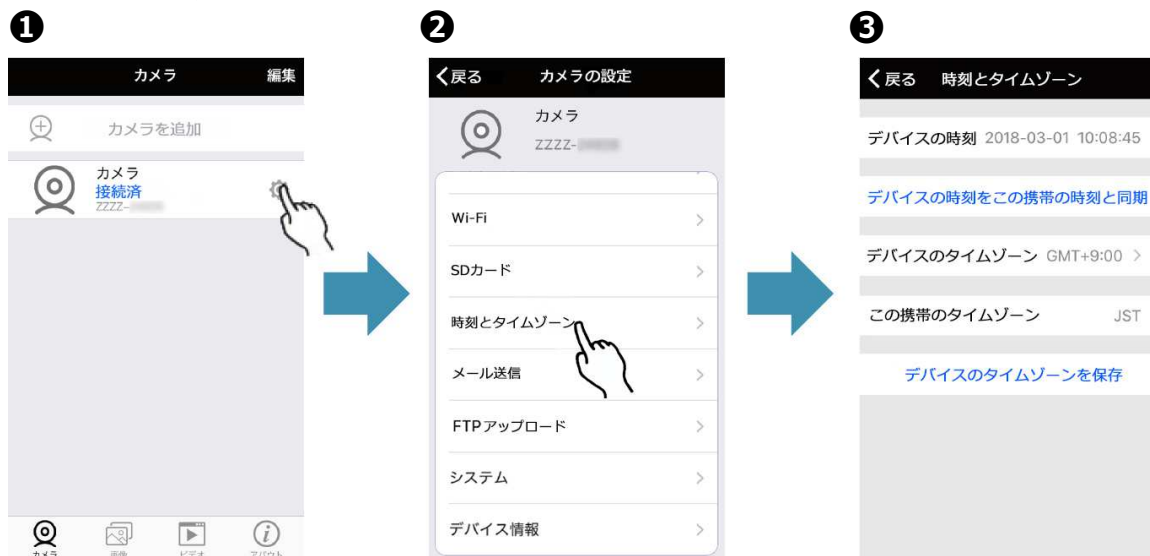 ❶
カメラ 編集
カメラを追加
カメラ
接続済
ZZZZ-
カメラ
画像
ビデオ
アバウト
❷
戻る カメラの設定
カメラ
ZZZZ-
Wi-Fi
SDカード
時刻とタイムゾーン
メール送信
FTPアップロード
システム
デバイス情報
❸
戻る 時刻とタイムゾーン
デバイスの時刻 2018-03-01 10:08:45
デバイスの時刻をこの携帯の時刻と同期
デバイスのタイムゾーン GMT+9:00
この携帯のタイムゾーン JST
デバイスのタイムゾーンを保存